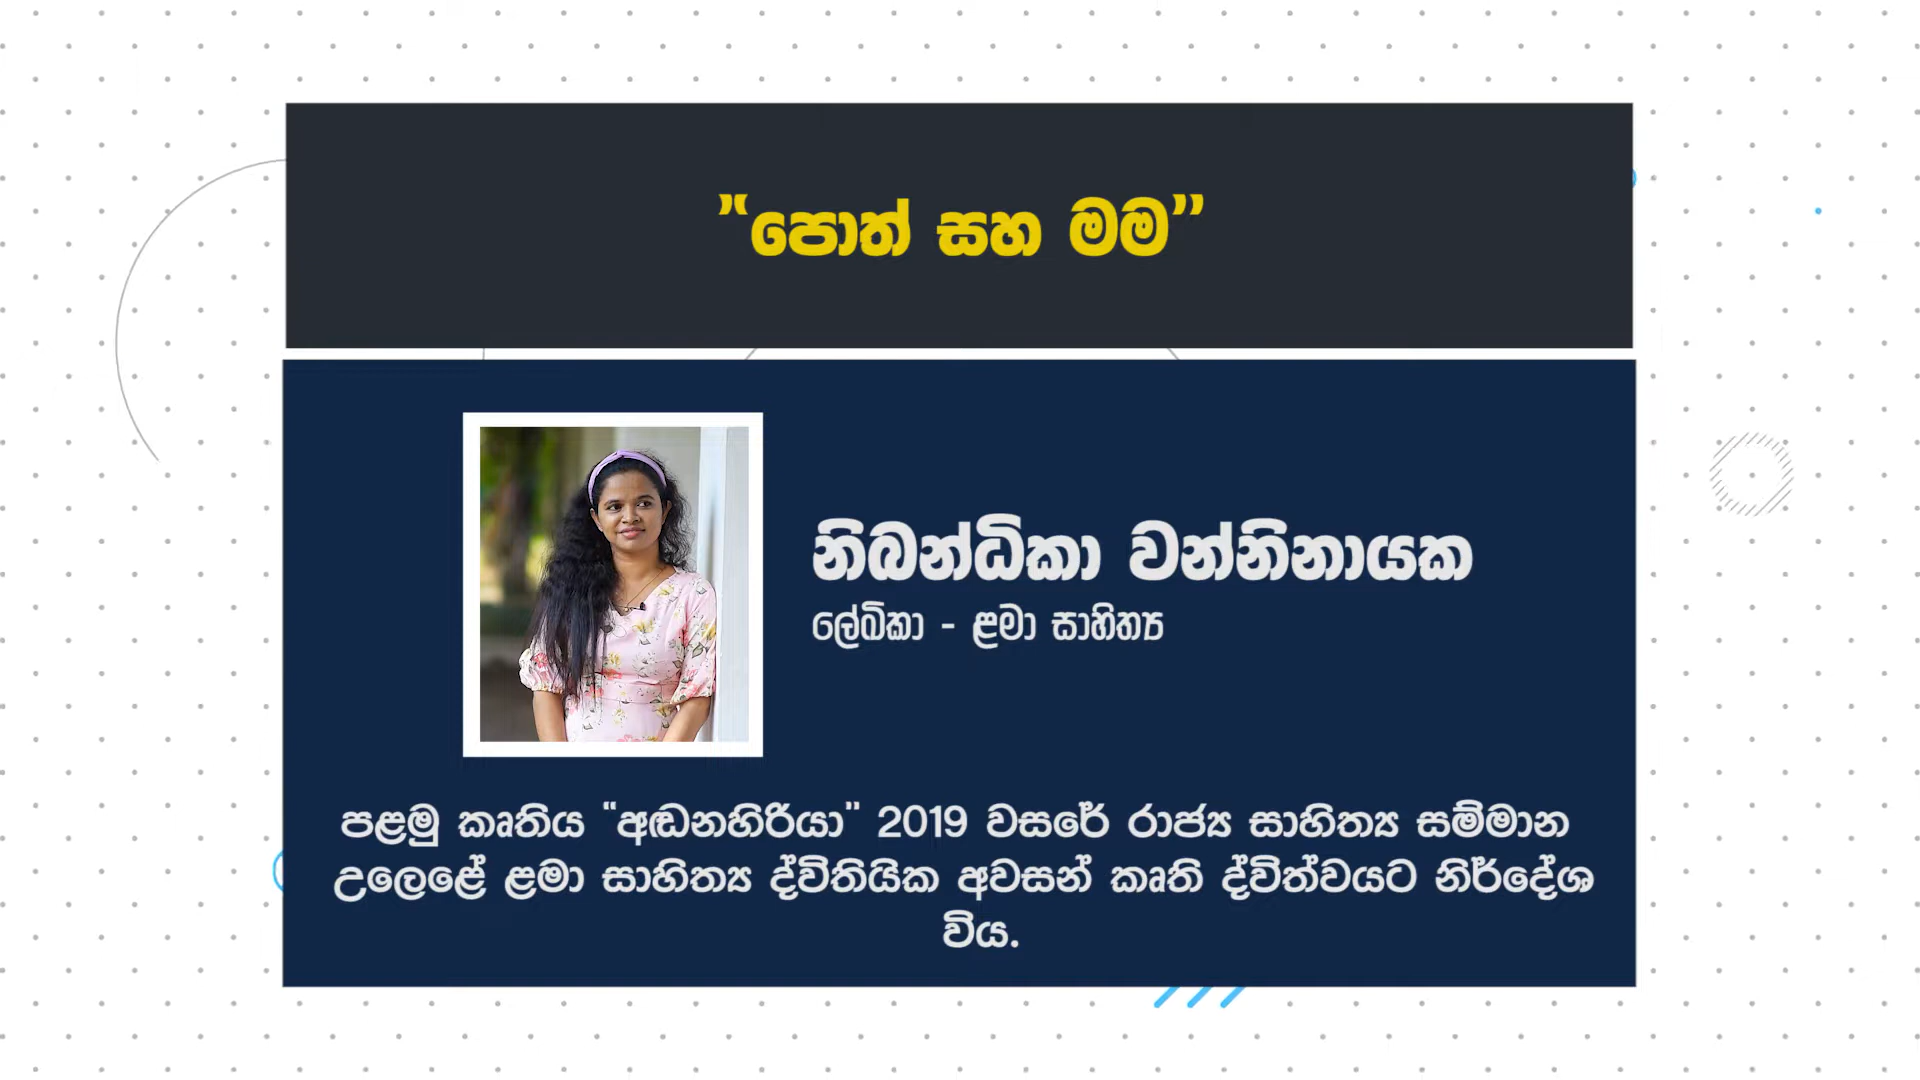 "පොත් සහ මම"
නිබන්ධිකා වන්නිනායක
ලේඛිකා - ළමා සාහිත්‍ය
පළමු කෘතිය "අඬනහිරියා" 2019 වසරේ රාජ්‍ය සාහිත්‍ය සම්මාන
උලෙළේ ළමා සාහිත්‍ය ද්විතියික අවසන් කෘති ද්විත්වයට නිර්දේශ
විය.